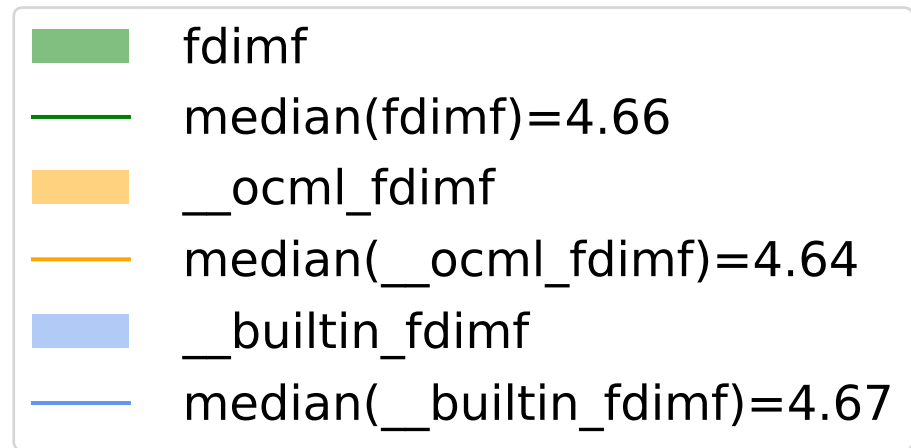 fdimf
median(fdimf)=4.66
__ocml_fdimf
median(__ocml_fdimf)=4.64
__builtin_fdimf
median(__builtin_fdimf)=4.67